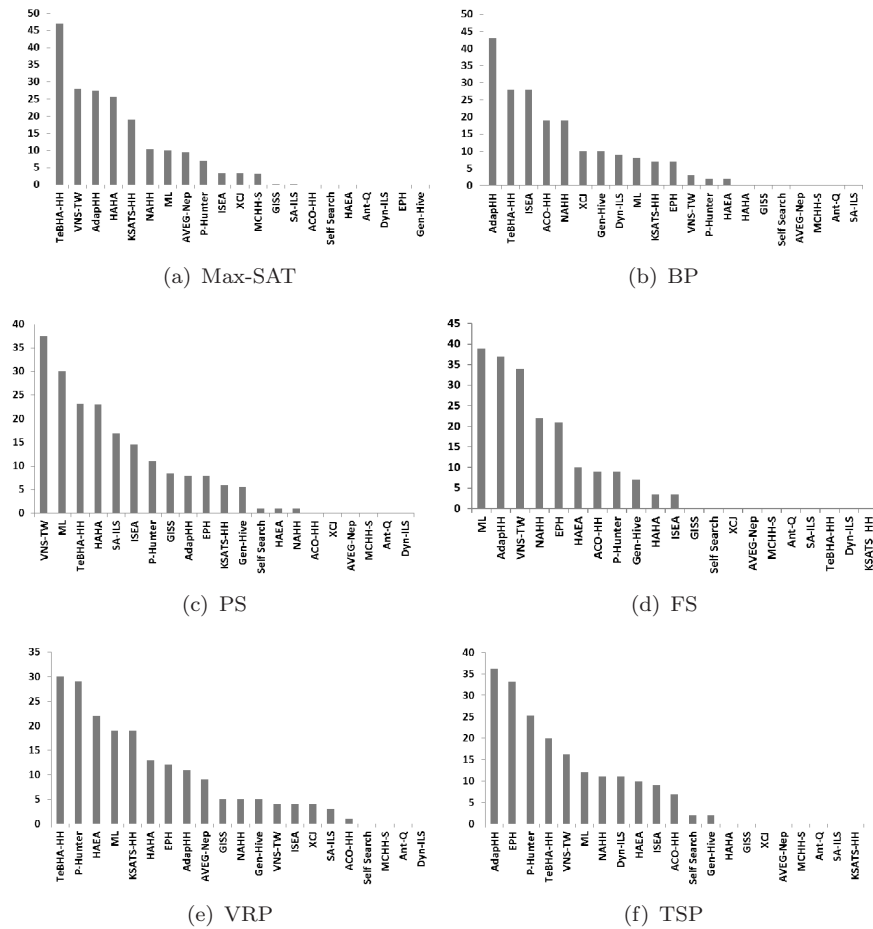 50
45
40
35
30
25
20
15
10
5
0
TeBHA-HH
VNS-TW
AdapHH
HAHA
KSATS-HH
NAHH
ML
AVEG-Nep
P-Hunter
ISEA
XCJ
MCHH-S
GISS
SA-ILS
ACO-HH
Self Search
HAEA
Ant-Q
Dyn-ILS
EPH
Gen-Hive
(a) Max-SAT
50
45
40
35
30
25
20
15
10
5
0
AdapHH
TeBHA-HH
ISEA
ACO-HH
NAHH
XCJ
Gen-Hive
Dyn-ILS
ML
KSATS-HH
EPH
VNS-TW
P-Hunter
HAEA
HAHA
GISS
Self Search
AVEG-Nep
MCHH-S
Ant-Q
SA-ILS
(b) BP
40
35
30
25
20
15
10
5
0
VNS-TW
ML
TeBHA-HH
HAHA
SA-ILS
ISEA
P-Hunter
GISS
AdapHH
EPH
KSATS-HH
Gen-Hive
Self Search
HAEA
NAHH
ACO-HH
XCJ
AVEG-Nep
MCHH-S
Ant-Q
Dyn-ILS
(c) PS
45
40
35
30
25
20
15
10
5
0
ML
AdapHH
VNS-TW
NAHH
EPH
HAEA
ACO-HH
P-Hunter
Gen-Hive
HAHA
ISEA
GISS
Self Search
XCJ
AVEG-Nep
MCHH-S
Ant-Q
SA-ILS
TeBHA-HH
Dyn-ILS
KSATS HH
(d) FS
35
30
25
20
15
10
5
0
TeBHA-HH
P-Hunter
HAEA
ML
KSATS-HH
HAHA
EPH
AdapHH
AVEG-Nep
GISS
NAHH
Gen-Hive
VNS-TW
ISEA
XCJ
SA-ILS
ACO-HH
Self Search
MCHH-S
Ant-Q
Dyn-ILS
(e) VRP
40
35
30
25
20
15
10
5
0
AdapHH
EPH
P-Hunter
TeBHA-HH
VNS-TW
ML
NAHH
Dyn-ILS
HAEA
ISEA
ACO-HH
Self Search
Gen-Hive
HAHA
GISS
XCJ
AVEG-Nep
MCHH-S
Ant-Q
SA-ILS
KSATS-HH
(f) TSP